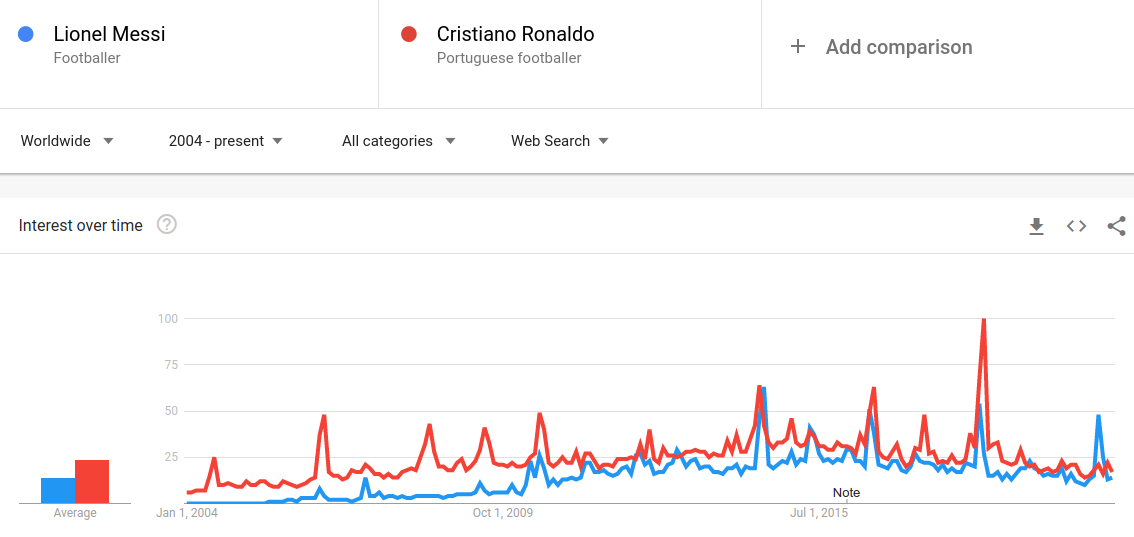 Lionel Messi
Footballer
Cristiano Ronaldo
Portuguese footballer
+ Add comparison
Worldwide
2004 - present
All categories
Web Search
Interest over time
?
100
75
50
25
Note
Average
Jan 1, 2004
Oct 1, 2009
Jul 1, 2015